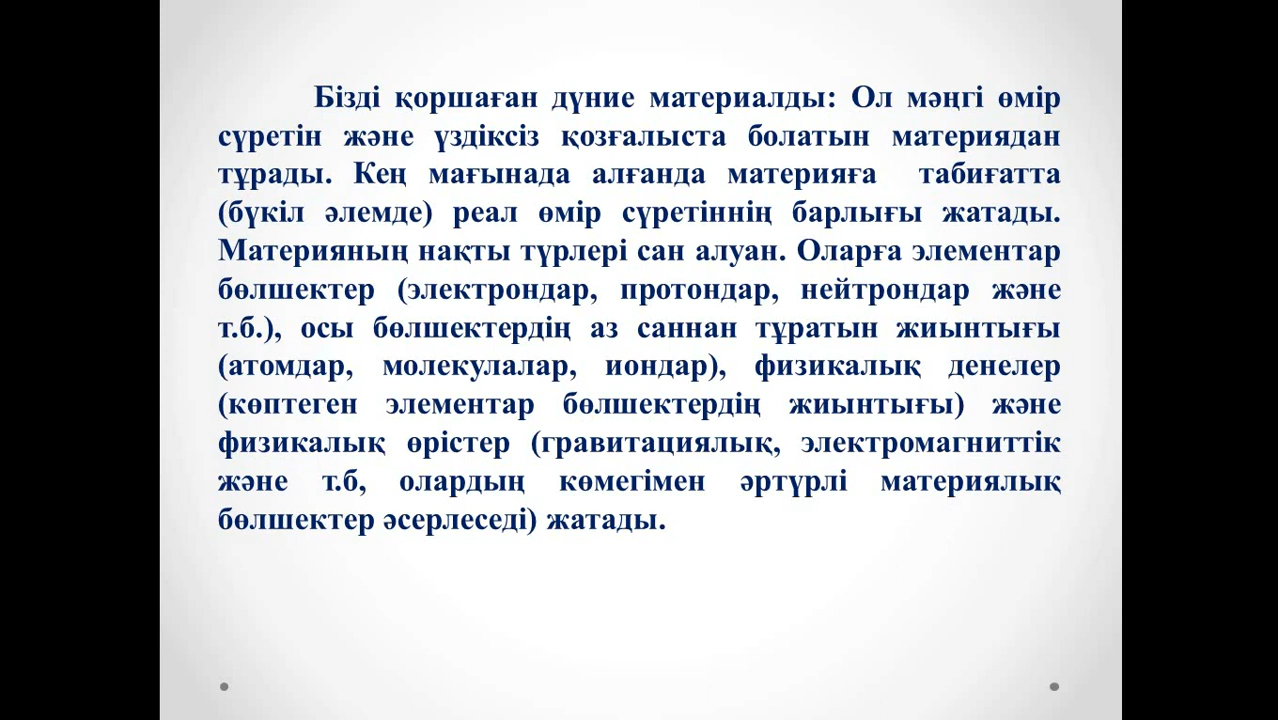 Бізді қоршаған дүние материалды: Ол мәңгі өмір
сүретін және үздіксіз қозғалыста болатын материядан
тұрады. Кең мағынада алғанда материяға табиғатта
(бүкіл әлемде) реал өмір сүретіннің барлығы жатады.
Материяның нақты түрлері сан алуан. Оларға элементар
бөлшектер (электрондар, протондар, нейтрондар және
т.б.), осы бөлшектердің аз саннан тұратын жиынтығы
(атомдар, молекулалар, иондар), физикалық денелер
(көптеген элементар бөлшектердің жиынтығы) және
физикалық өрістер (гравитациялық, электромагниттік
және т.б, олардың көмегімен әртүрлі материялық
бөлшектер әсерлеседі) жатады.